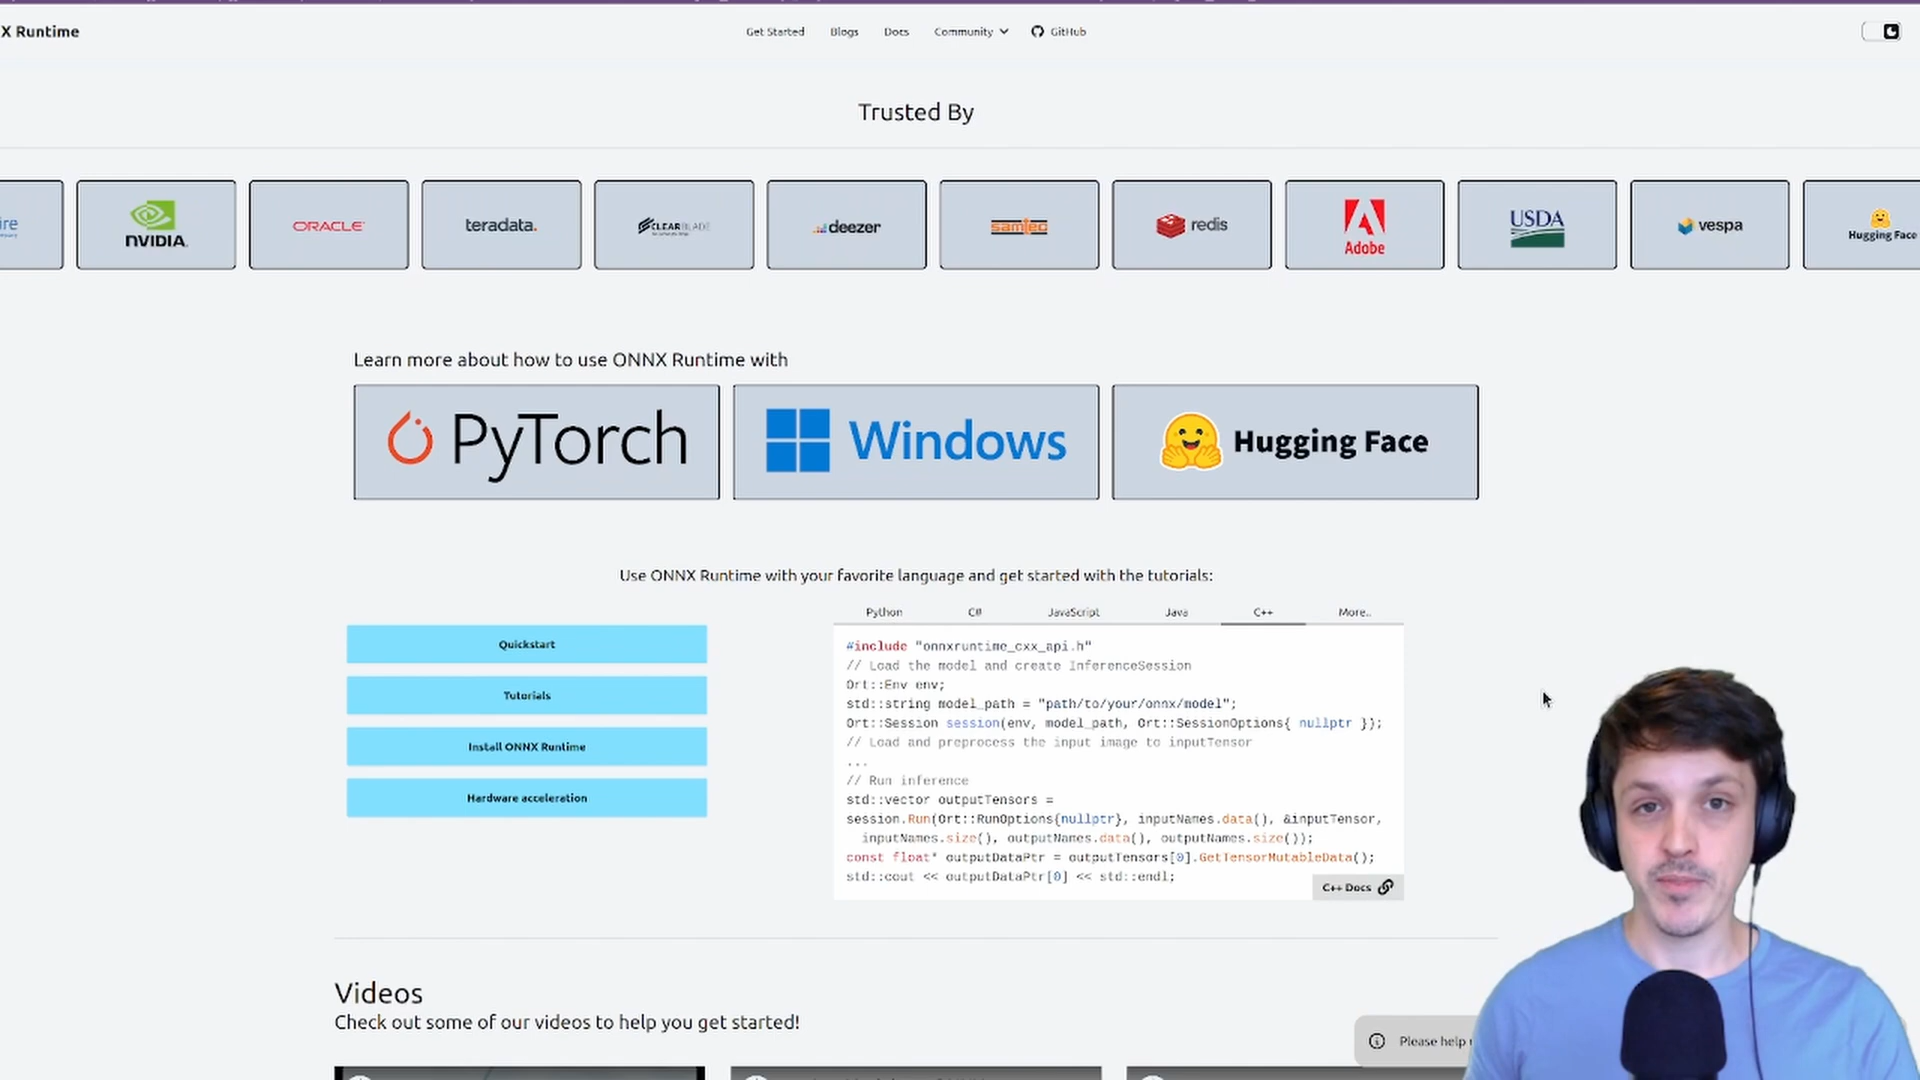 X Runtime
Get Started
Blogs
Docs
Community
GitHub
Trusted By
ire
NVIDIA.
ORACLE
teradata.
CLEARBLADE
deezer
samtec
redis
Adobe
USDA
vespa
Hugging Face
Learn more about how to use ONNX Runtime with
PyTorch
Windows
Hugging Face
Use ONNX Runtime with your favorite language and get started with the tutorials:
Quickstart
Tutorials
Install ONNX Runtime
Hardware acceleration
Python
C#
JavaScript
Java
C++
More..
#include "onnxruntime_cxx_api.h"
// Load the model and create InferenceSession
Ort::Env env;
std::string model_path = "path/to/your/onnx/model";
Ort::Session session(env, model_path, Ort::SessionOptions{ nullptr });
// Load and preprocess the input image to inputTensor
...
// Run inference
std::vector outputTensors =
session.Run(Ort::RunOptions{nullptr}, inputNames.data(), &inputTensor,
inputNames.size(), outputNames.data(), outputNames.size());
const float* outputDataPtr = outputTensors[0].GetTensorMutableData();
std::cout << outputDataPtr[0] << std::endl;
C++ Docs
Videos
Check out some of our videos to help you get started!
Please help